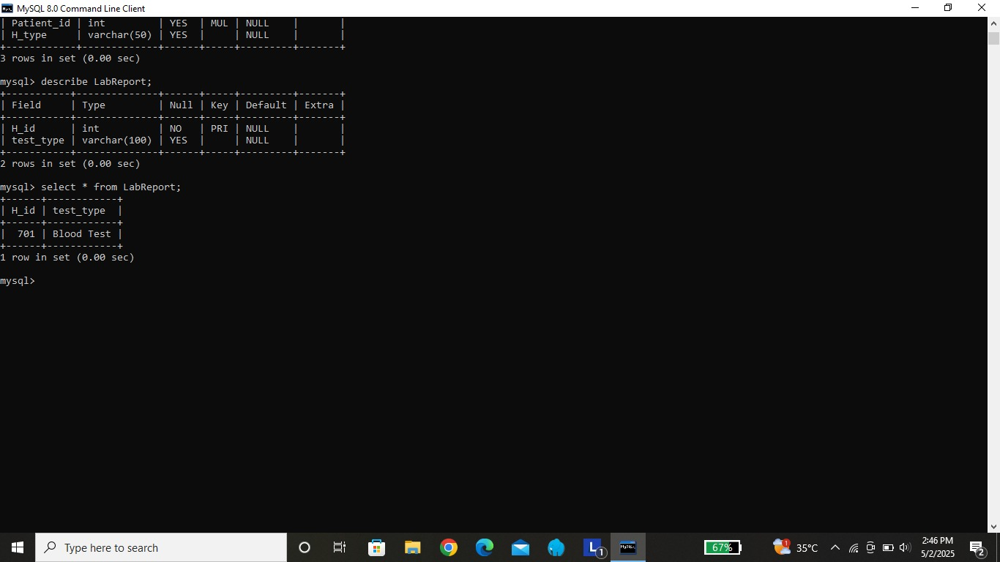 MySQL 8.0 Command Line Client
| Patient_id | int         | YES  | MUL | NULL    |       |
| H_type     | varchar(50) | YES  |     | NULL    |       |
+------------+-------------+------+-----+---------+-------+
3 rows in set (0.00 sec)
mysql> describe LabReport;
+-----------+--------------+------+-----+---------+-------+
| Field     | Type         | Null | Key | Default | Extra |
+-----------+--------------+------+-----+---------+-------+
| H_id      | int          | NO   | PRI | NULL    |       |
| test_type | varchar(100) | YES  |     | NULL    |       |
+-----------+--------------+------+-----+---------+-------+
2 rows in set (0.00 sec)
mysql> select * from LabReport;
+------+------------+
| H_id | test_type  |
+------+------------+
|  701 | Blood Test |
+------+------------+
1 row in set (0.00 sec)
mysql>
Type here to search
L 1
MySQL
67%
1
35°C
2:46 PM
5/2/2025
2